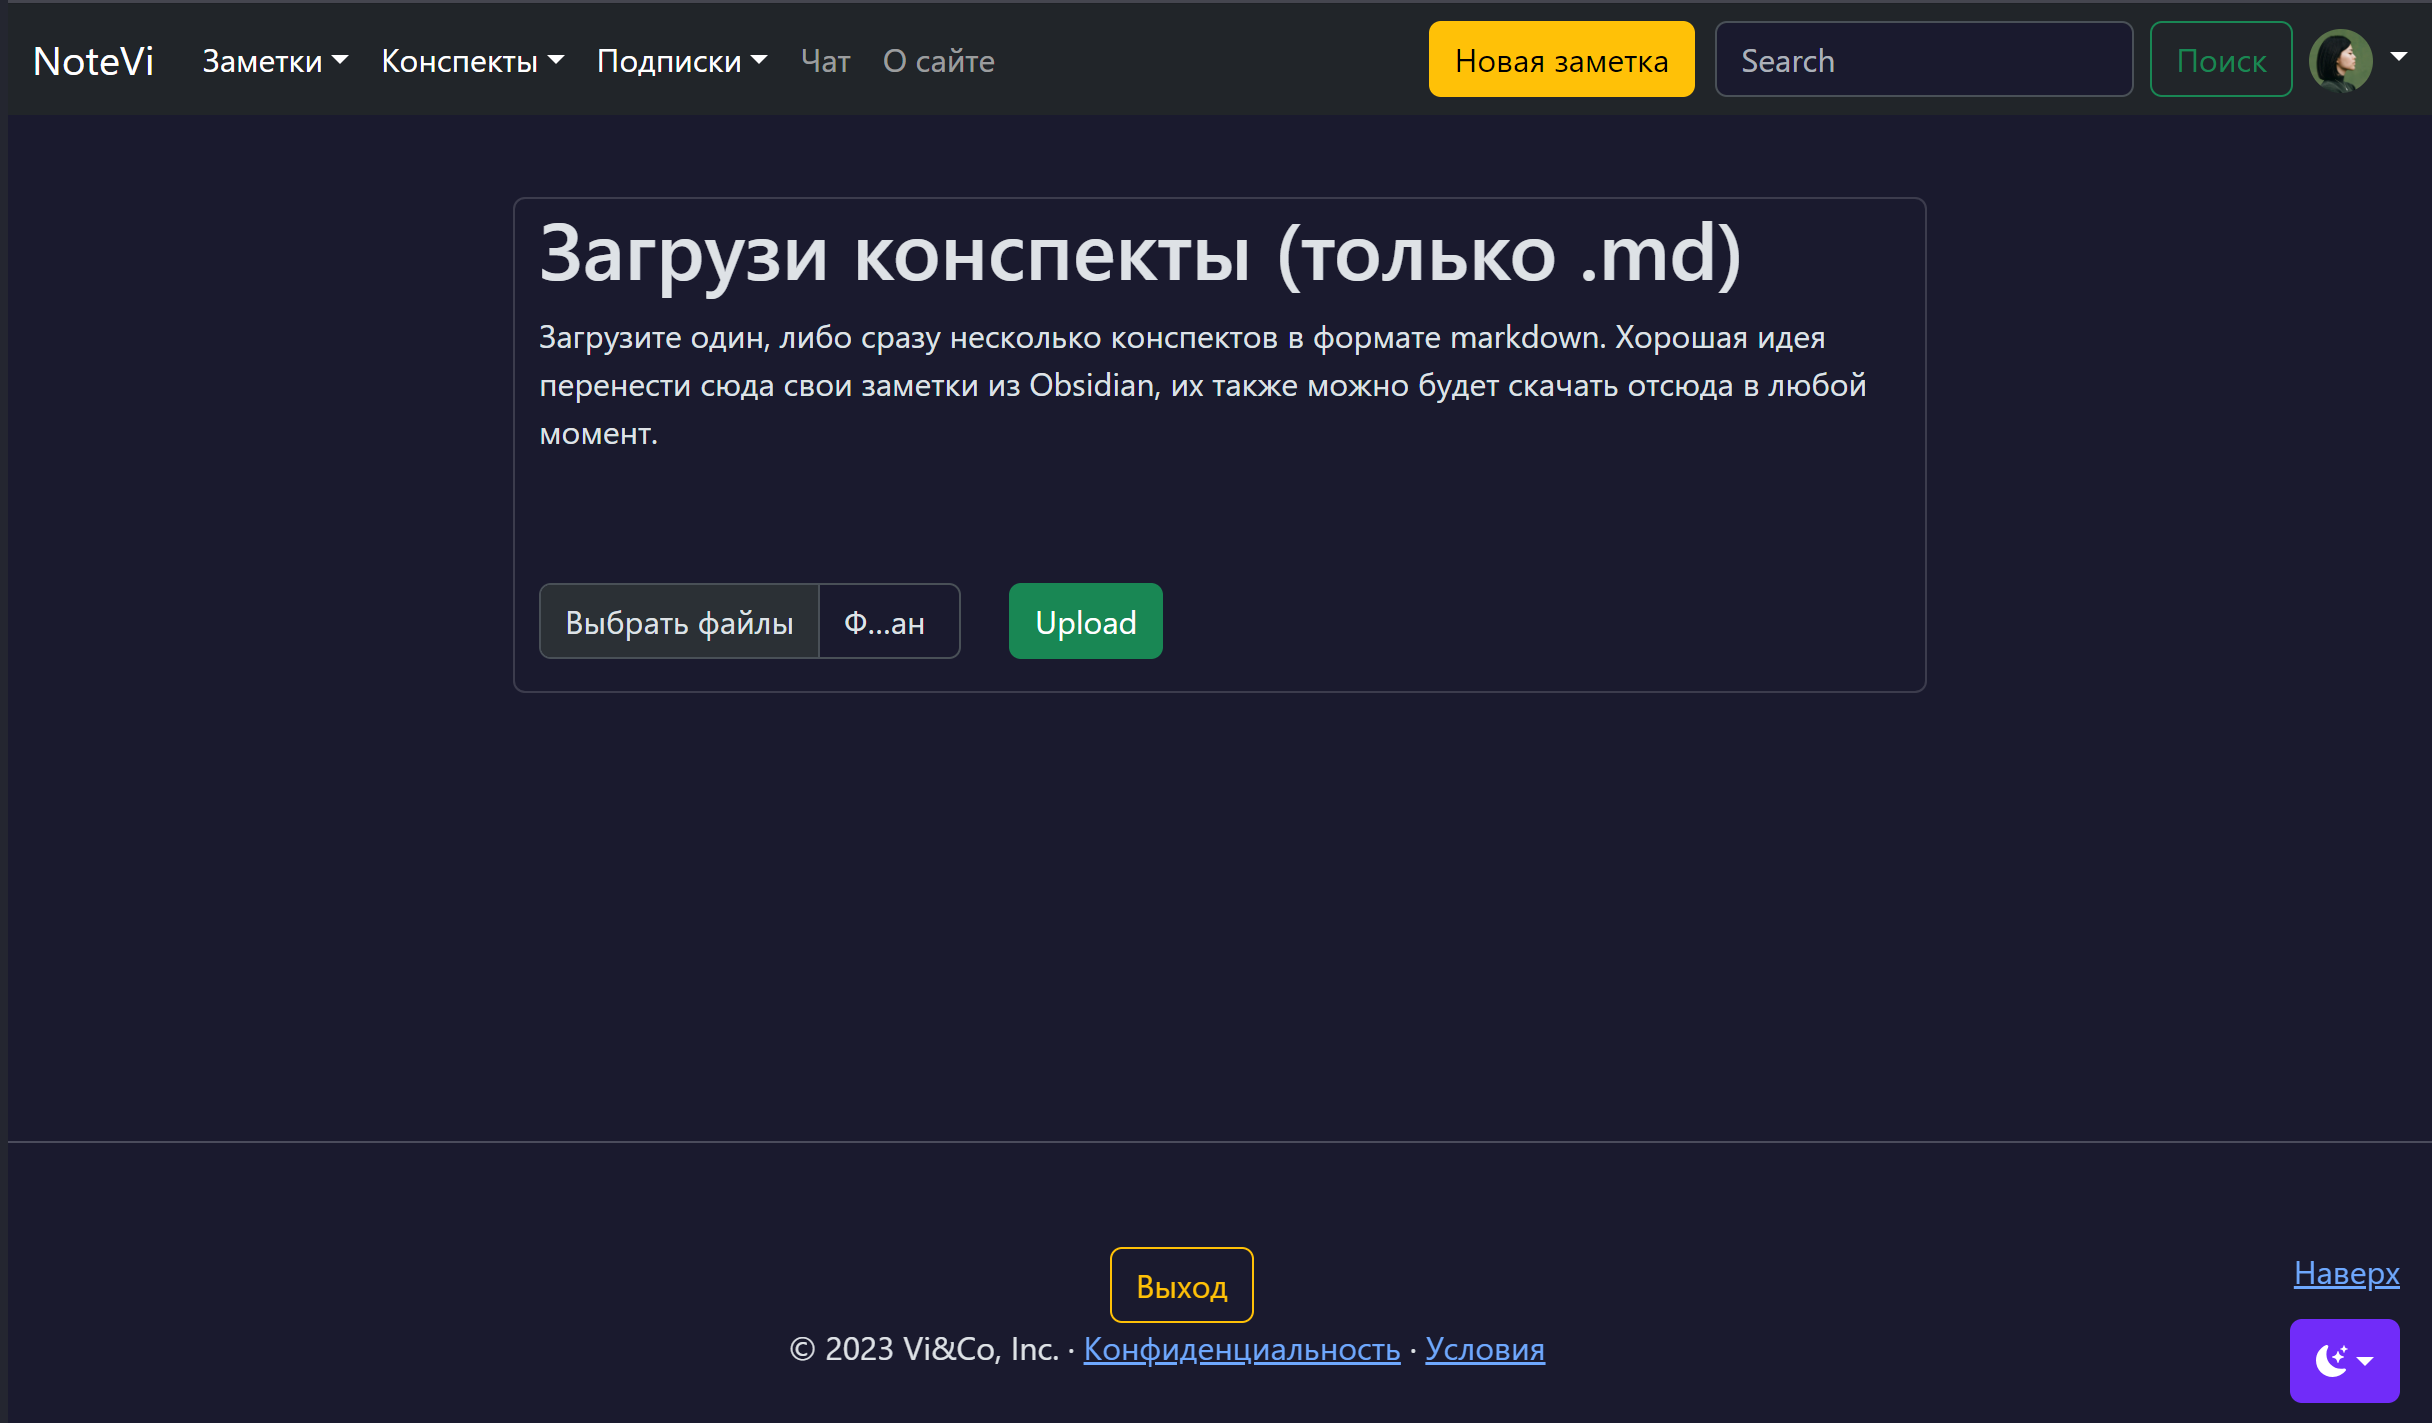 NoteVi Заметки Конспекты Подписки Чат О сайте Новая заметка Search Поиск
Загрузи конспекты (только .md)
Загрузите один, либо сразу несколько конспектов в формате markdown. Хорошая идея
перенести сюда свои заметки из Obsidian, их также можно будет скачать отсюда в любой
момент.
Выбрать файлы Ф...ан Upload
Наверх
Выход
© 2023 Vi&Co, Inc. · Конфиденциальность · Условия